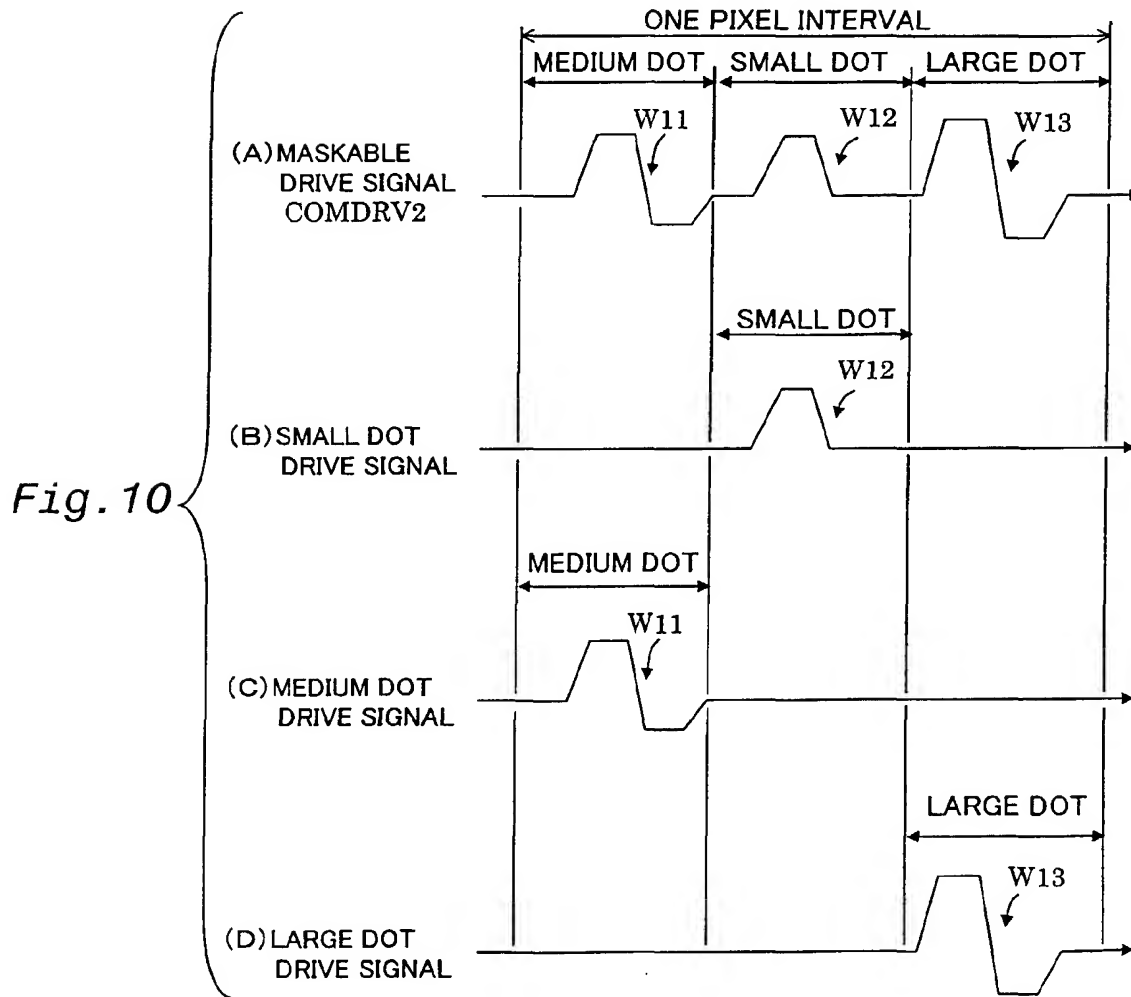 ONE PIXEL INTERVAL
MEDIUM DOT SMALL DOT LARGE DOT
W11 W12 W13
(A) MASKABLE
DRIVE SIGNAL
COMDRV2
SMALL DOT
W12
(B) SMALL DOT
DRIVE SIGNAL
Fig.10
MEDIUM DOT
W11
(C) MEDIUM DOT
DRIVE SIGNAL
LARGE DOT
W13
(D) LARGE DOT
DRIVE SIGNAL